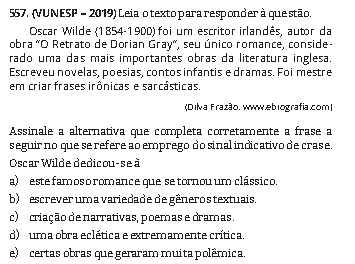 557. (VUNESP – 2019) Leia o texto para responder à questão.
Oscar Wilde (1854-1900) foi um escritor irlandês, autor da
obra “O Retrato de Dorian Gray”, seu único romance, conside-
rado uma das mais importantes obras da literatura inglesa.
Escreveu novelas, poesias, contos infantis e dramas. Foi mestre
em criar frases irônicas e sarcásticas.
(Dilva Frazão. www.ebiografia.com)
Assinale a alternativa que completa corretamente a frase a
seguir no que se refere ao emprego do sinal indicativo de crase.
Oscar Wilde dedicou-se à
a) este famoso romance que se tornou um clássico.
b) escrever uma variedade de gêneros textuais.
c) criação de narrativas, poemas e dramas.
d) uma obra eclética e extremamente crítica.
e) certas obras que geraram muita polêmica.